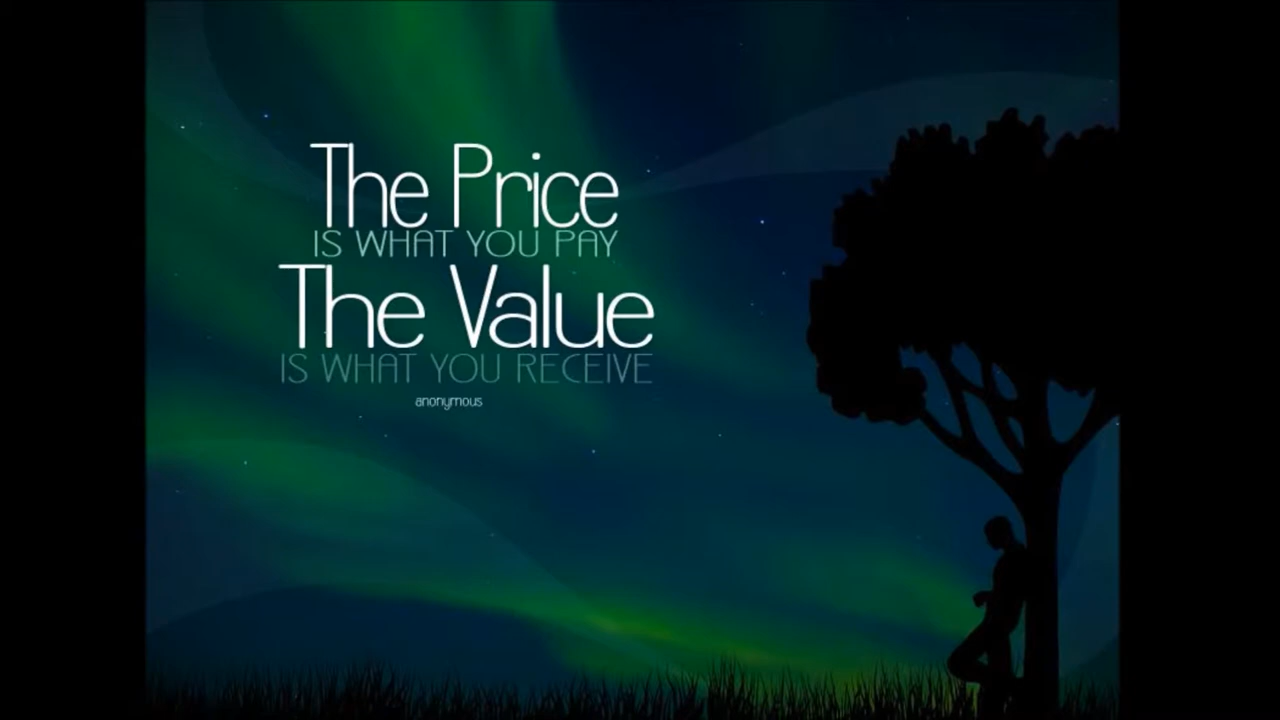 The Price
IS WHAT YOU PAY
The Value
IS WHAT YOU RECEIVE
anonymous